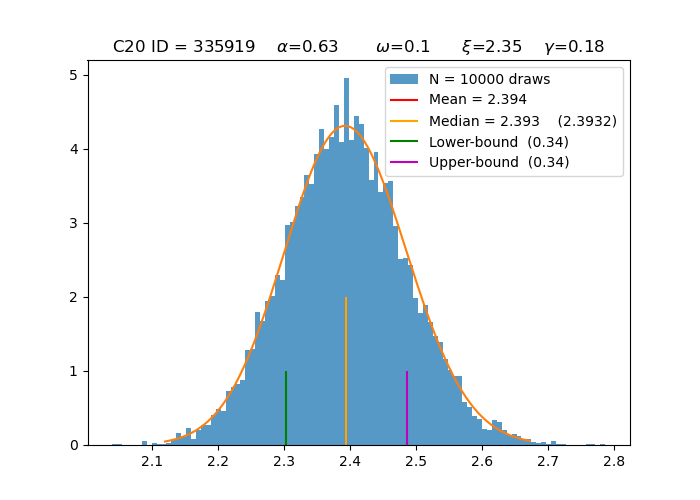 C20 ID = 335919 α=0.63 ω=0.1 ξ=2.35 γ=0.18
N = 10000 draws
Mean = 2.394
Median = 2.393 (2.3932)
Lower-bound (0.34)
Upper-bound (0.34)
5
4
3
2
1
0
2.1 2.2 2.3 2.4 2.5 2.6 2.7 2.8